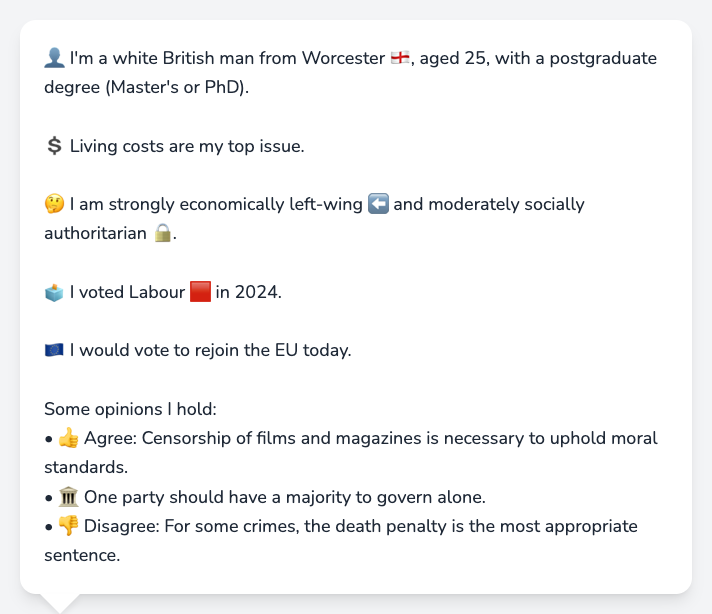 👤 I'm a white British man from Worcester 🏴󠁧󠁢󠁥󠁮󠁧󠁿, aged 25, with a postgraduate
degree (Master's or PhD).
💲 Living costs are my top issue.
🤔 I am strongly economically left-wing ⬅️ and moderately socially
authoritarian 🔒.
🗳️ I voted Labour 🟥 in 2024.
🇪🇺 I would vote to rejoin the EU today.
Some opinions I hold:
• 👍 Agree: Censorship of films and magazines is necessary to uphold moral
standards.
• 🏛️ One party should have a majority to govern alone.
• 👎 Disagree: For some crimes, the death penalty is the most appropriate
sentence.